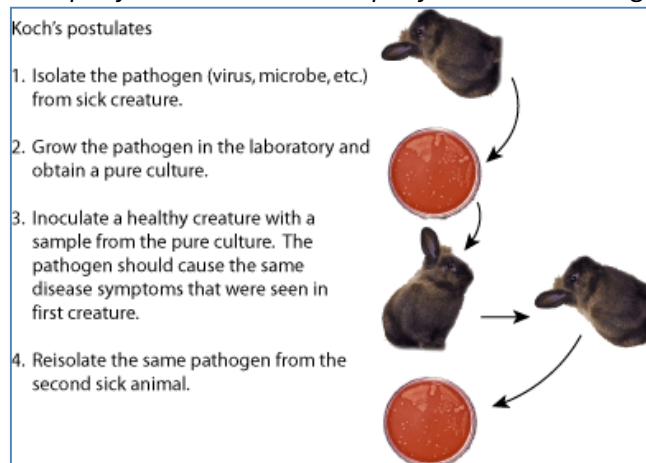 Koch's postulates
1. Isolate the pathogen (virus, microbe, etc.)
from sick creature.
2. Grow the pathogen in the laboratory and
obtain a pure culture.
3. Inoculate a healthy creature with a
sample from the pure culture. The
pathogen should cause the same
disease symptoms that were seen in
first creature.
4. Reisolate the same pathogen from the
second sick animal.